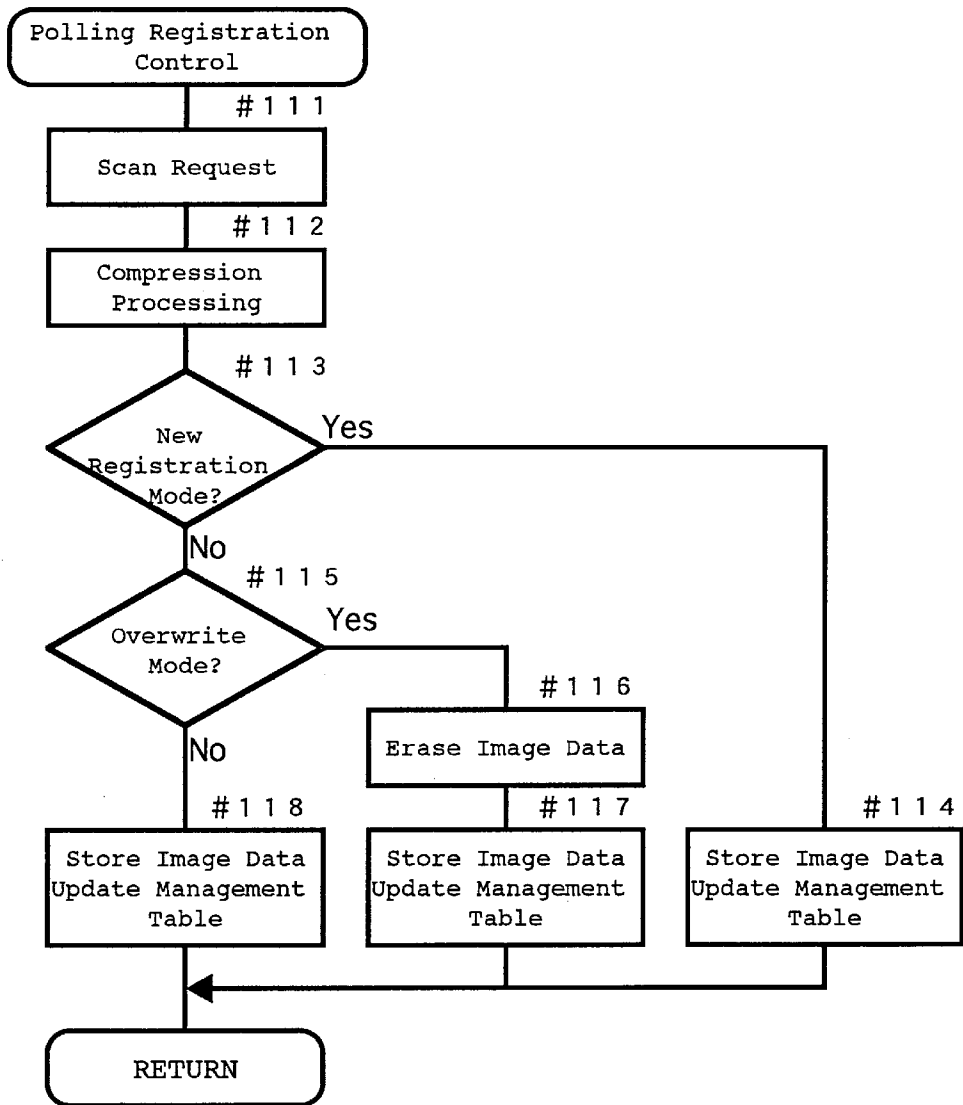 Polling Registration
Control
#111
Scan Request
#112
Compression
Processing
#113
New
Registration
Mode?
Yes
No
#115
Overwrite
Mode?
Yes
No
#116
Erase Image Data
#118
Store Image Data
Update Management
Table
#117
Store Image Data
Update Management
Table
#114
Store Image Data
Update Management
Table
RETURN